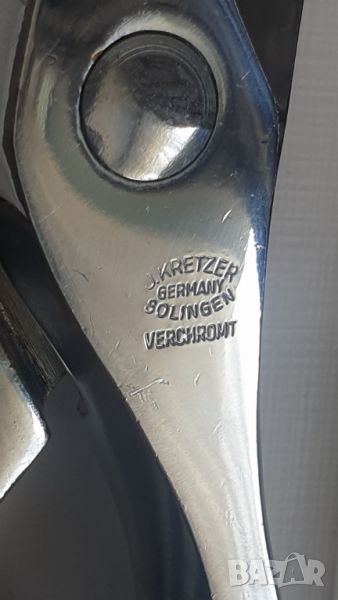 J. KRETZER
GERMANY
SOLINGEN
VERCHROMT
BAZAR